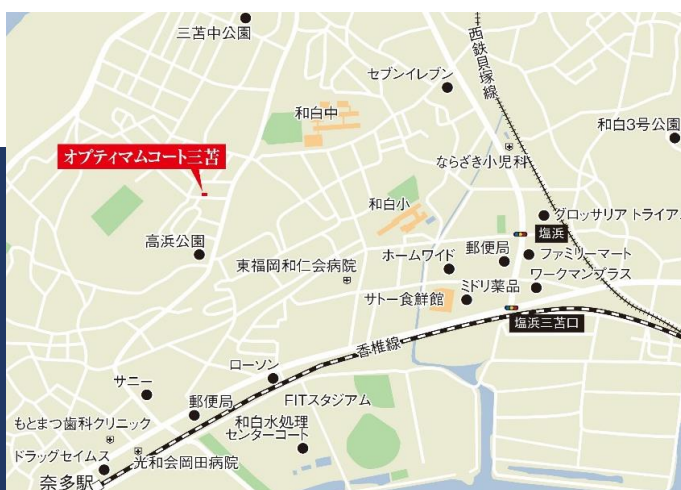 三苫中公園
西鉄貝塚線
セブンイレブン
和白中
和白3号公園
ならざき小児科
オプティマムコート三苫
和白小
グロッサリア トライア
塩浜
高浜公園
東福岡和仁会病院
ホームワイド
郵便局
ファミリーマート
ワークマンプラス
ミドリ薬品
サトー食鮮館
塩浜三苫口
香椎線
ローソン
サニー
郵便局
FITスタジアム
もとまつ歯科クリニック
和白水処理
センターコート
ドラッグセイムス
光和会岡田病院
奈多駅